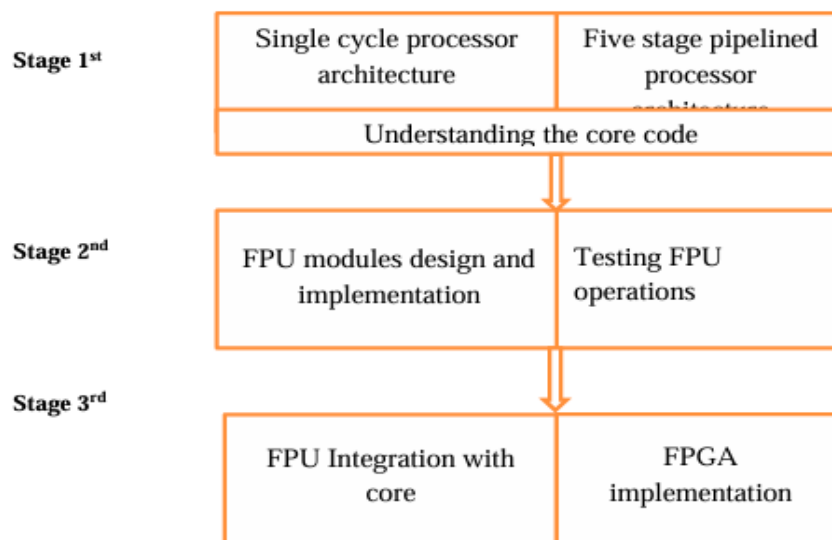 Stage 1st
Single cycle processor
architecture
Five stage pipelined
processor
architecture
Understanding the core code
Stage 2nd
FPU modules design and
implementation
Testing FPU
operations
Stage 3rd
FPU Integration with
core
FPGA
implementation